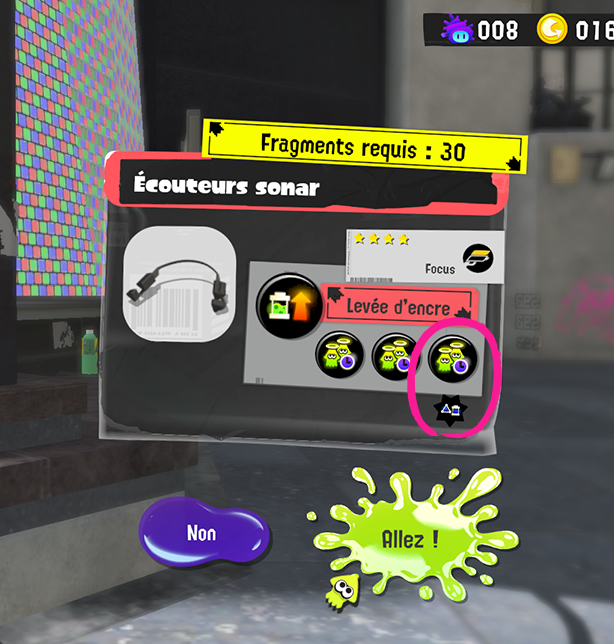 008
016
Fragments requis : 30
Écouteurs sonar
Focus
Levée d'encre
Non
Allez !